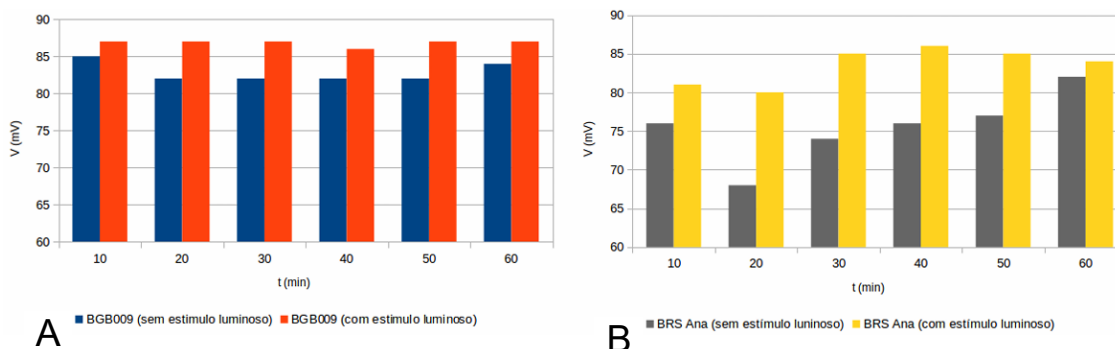 90
85
80
75
70
65
60
V (mV)
10 20 30 40 50 60
t (min)
BGB009 (sem estimulo luminoso) BGB009 (com estimulo luminoso)
A
90
85
80
75
70
65
60
V (mV)
10 20 30 40 50 60
t (min)
BRS Ana (sem estímulo luninoso) BRS Ana (com estímulo luminoso)
B